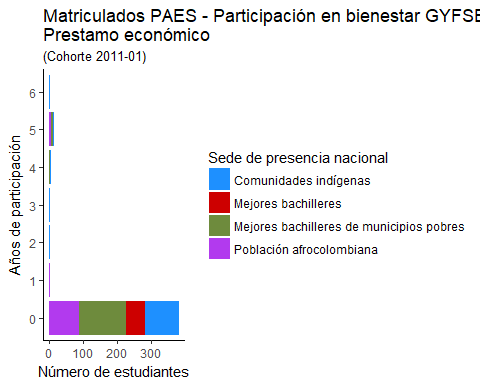 Matriculados PAES - Participación en bienestar GYFSE
Prestamo económico
(Cohorte 2011-01)
6
5
4
3
2
1
0
Años de participación
0 100 200 300
Número de estudiantes
Sede de presencia nacional
Comunidades indígenas
Mejores bachilleres
Mejores bachilleres de municipios pobres
Población afrocolombiana